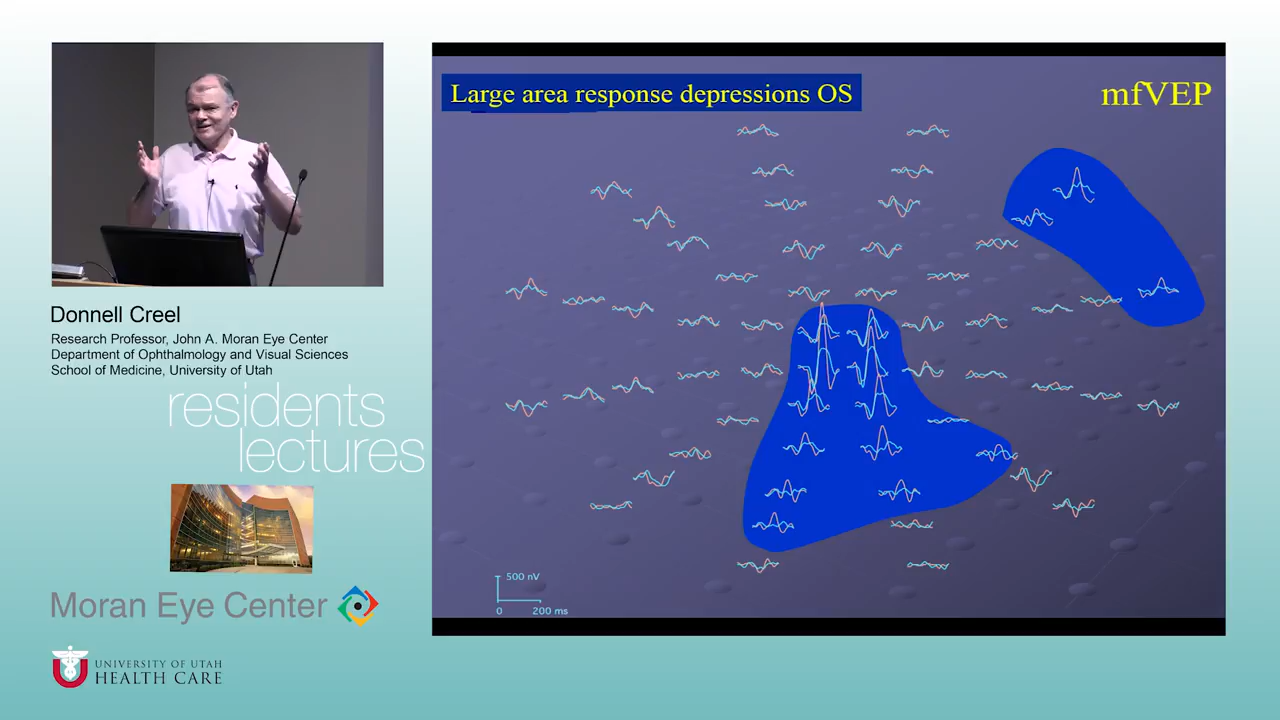 Large area response depressions OS
mfVEP
Donnell Creel
Research Professor, John A. Moran Eye Center
Department of Ophthalmology and Visual Sciences
School of Medicine, University of Utah
residents
lectures
Moran Eye Center
UNIVERSITY OF UTAH
HEALTH CARE
500 nV
0 200 ms